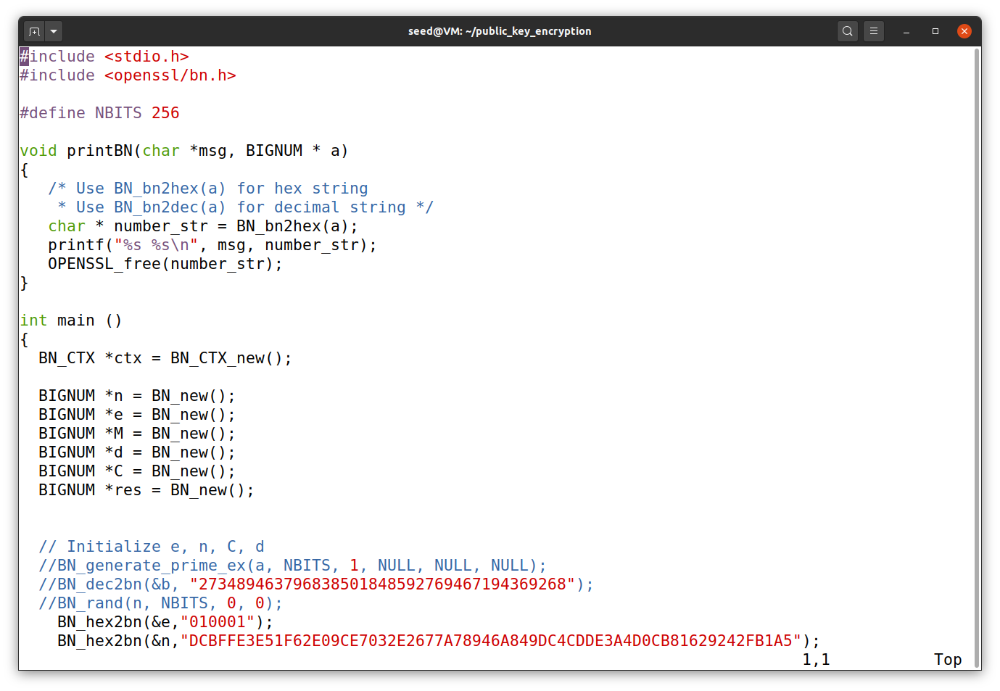 seed@VM: ~/public_key_encryption
#include <stdio.h>
#include <openssl/bn.h>
#define NBITS 256
void printBN(char *msg, BIGNUM * a)
{
/* Use BN_bn2hex(a) for hex string
* Use BN_bn2dec(a) for decimal string */
char * number_str = BN_bn2hex(a);
printf("%s %s\n", msg, number_str);
OPENSSL_free(number_str);
}
int main ()
{
BN_CTX *ctx = BN_CTX_new();
BIGNUM *n = BN_new();
BIGNUM *e = BN_new();
BIGNUM *M = BN_new();
BIGNUM *d = BN_new();
BIGNUM *C = BN_new();
BIGNUM *res = BN_new();
// Initialize e, n, C, d
//BN_generate_prime_ex(a, NBITS, 1, NULL, NULL, NULL);
//BN_dec2bn(&b, "273489463796838501848592769467194369268");
//BN_rand(n, NBITS, 0, 0);
BN_hex2bn(&e,"010001");
BN_hex2bn(&n,"DCBFFE3E51F62E09CE7032E2677A78946A849DC4CDDE3A4D0CB81629242FB1A5");
1,1 Top